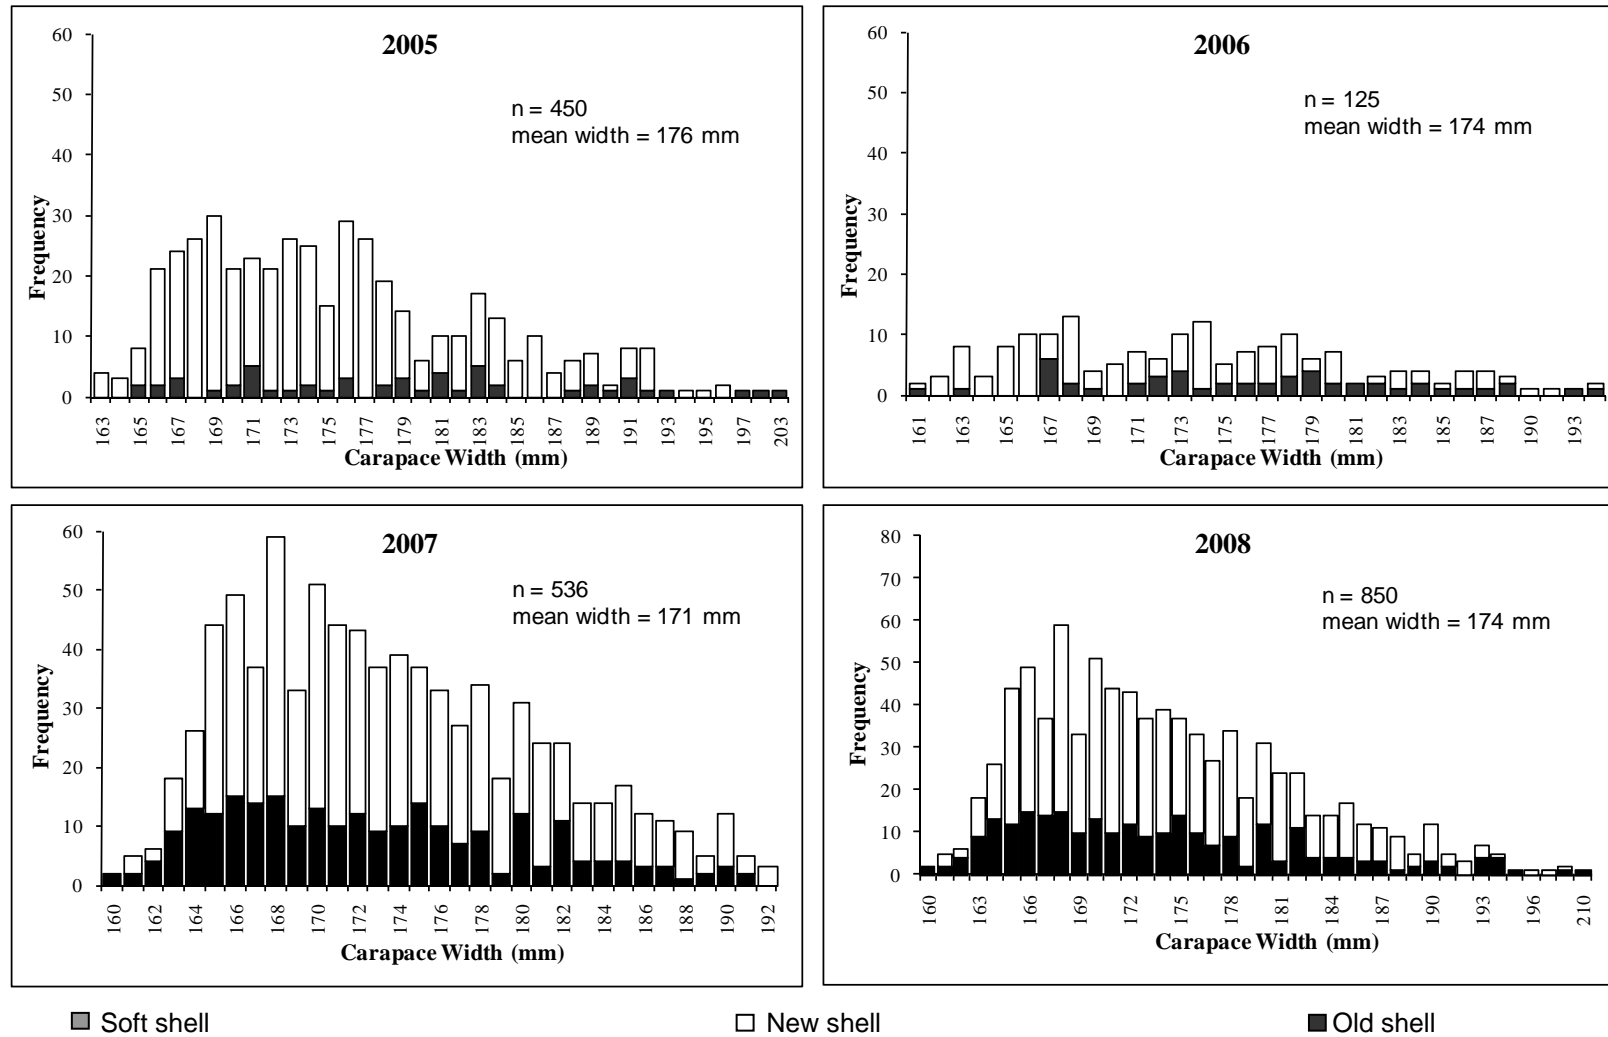 2005
n = 450
mean width = 176 mm
Frequency
60
50
40
30
20
10
0
163 165 167 169 171 173 175 177 179 181 183 185 187 189 191 193 195 197 203
Carapace Width (mm)
2006
n = 125
mean width = 174 mm
Frequency
60
50
40
30
20
10
0
161 163 165 167 169 171 173 175 177 179 181 183 185 187 190 193
Carapace Width (mm)
2007
n = 536
mean width = 171 mm
Frequency
60
50
40
30
20
10
0
160 162 164 166 168 170 172 174 176 178 180 182 184 186 188 190 192
Carapace Width (mm)
2008
n = 850
mean width = 174 mm
Frequency
80
70
60
50
40
30
20
10
0
160 163 166 169 172 175 178 181 184 187 190 193 196 210
Carapace Width (mm)
Soft shell New shell Old shell